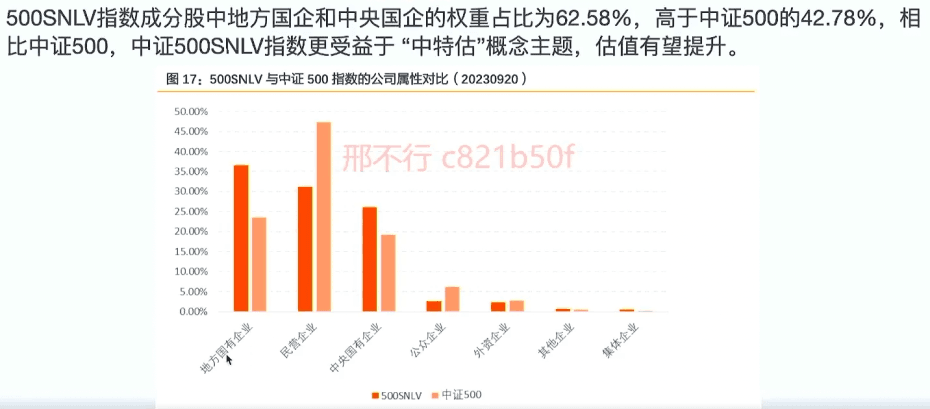 500SNLV指数成分股中地方国企和中央国企的权重占比为62.58%，高于中证500的42.78%，相
比中证500，中证500SNLV指数更受益于 “中特估”概念主题，估值有望提升。
图 17：500SNLV 与中证 500 指数的公司属性对比（20230920）
50.00%
45.00%
40.00%
35.00%
30.00%
25.00%
20.00%
15.00%
10.00%
5.00%
0.00%
邢不行 c821b50f
地方国有企业
民营企业
中央国有企业
公众企业
外资企业
其他企业
集体企业
500SNLV 中证500